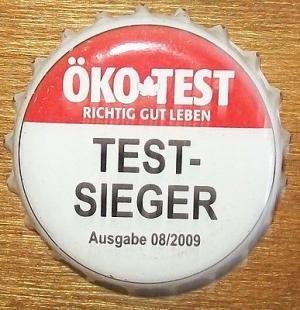 ÖKO TEST
RICHTIG GUT LEBEN
TEST-
SIEGER
Ausgabe 08/2009